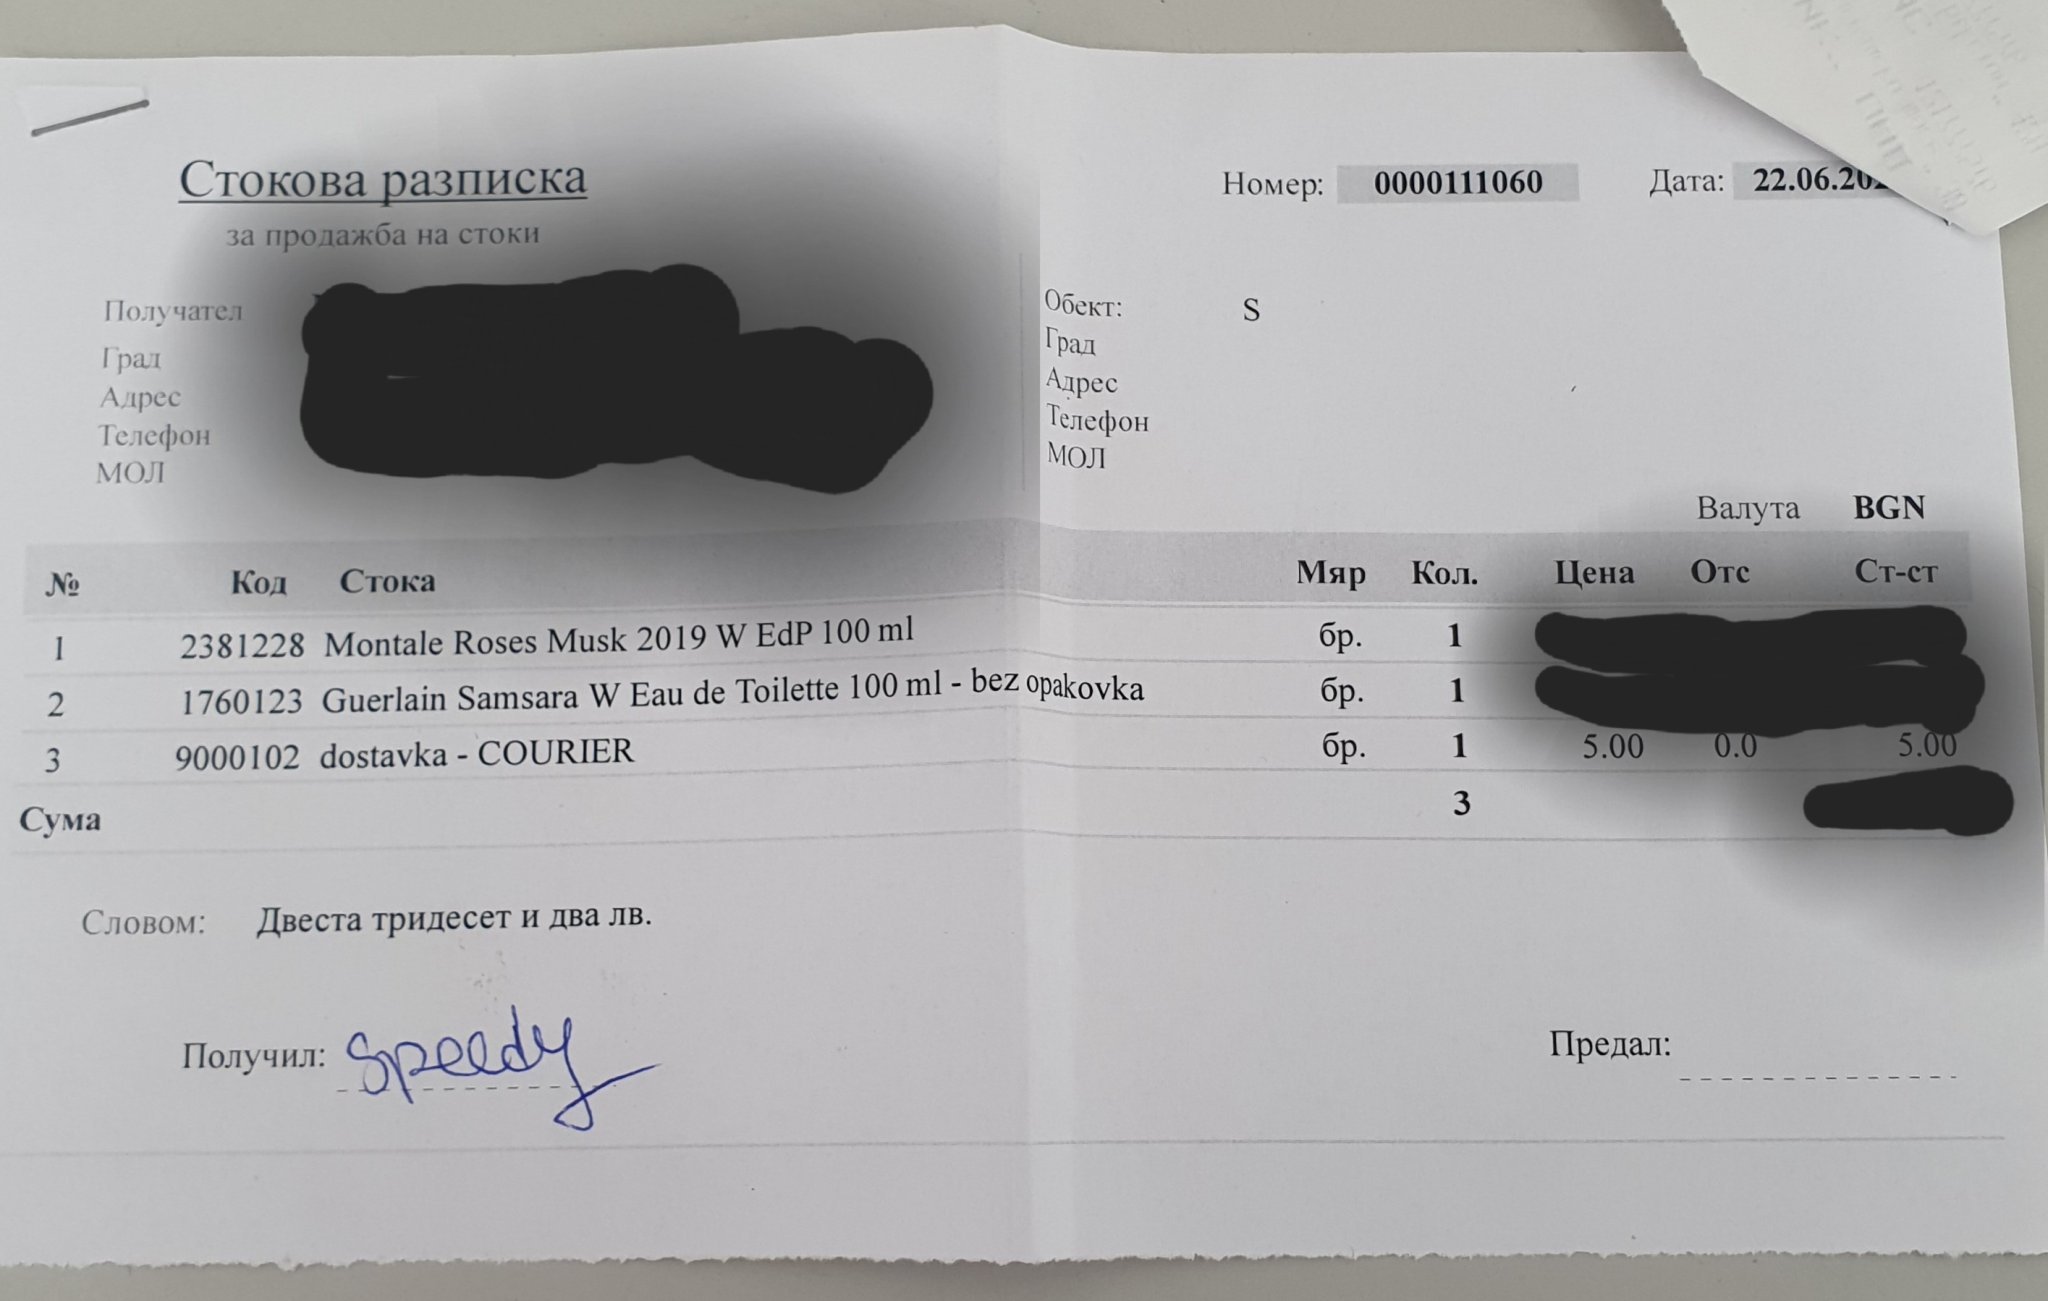 Стокова разписка
за продажба на стоки
Номер: 0000111060 Дата: 22.06.20
Получател
Град
Адрес
Телефон
МОЛ
Обект: S
Град
Адрес
Телефон
МОЛ
Валута BGN
№ Код Стока Мяр Кол. Цена Отс Ст-ст
1 2381228 Montale Roses Musk 2019 W EdP 100 ml бр. 1
2 1760123 Guerlain Samsara W Eau de Toilette 100 ml - bez opakovka бр. 1
3 9000102 dostavka - COURIER бр. 1 5.00 0.0 5.00
Сума 3
Словом: Двеста тридесет и два лв.
Получил: Speedy
Предал: